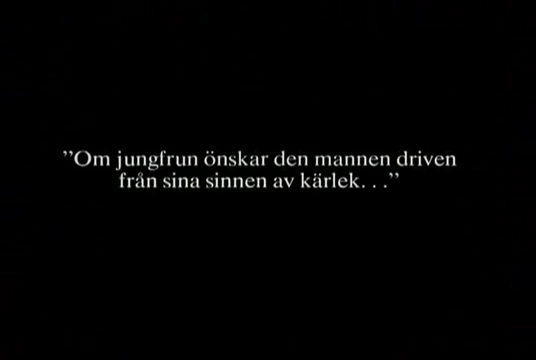 ”Om jungfrun önskar den mannen driven
från sina sinnen av kärlek. . .”